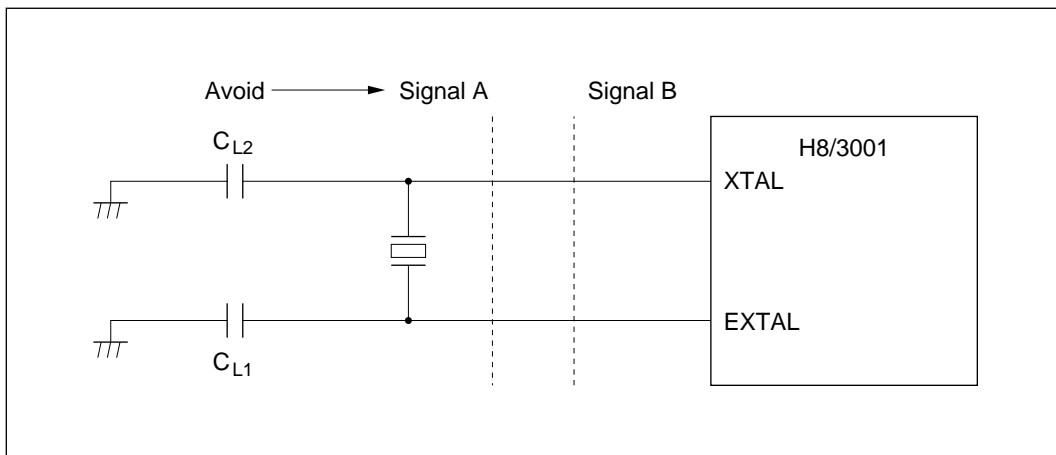 Avoid Signal A Signal B
CL2
H8/3001
XTAL
EXTAL
CL1